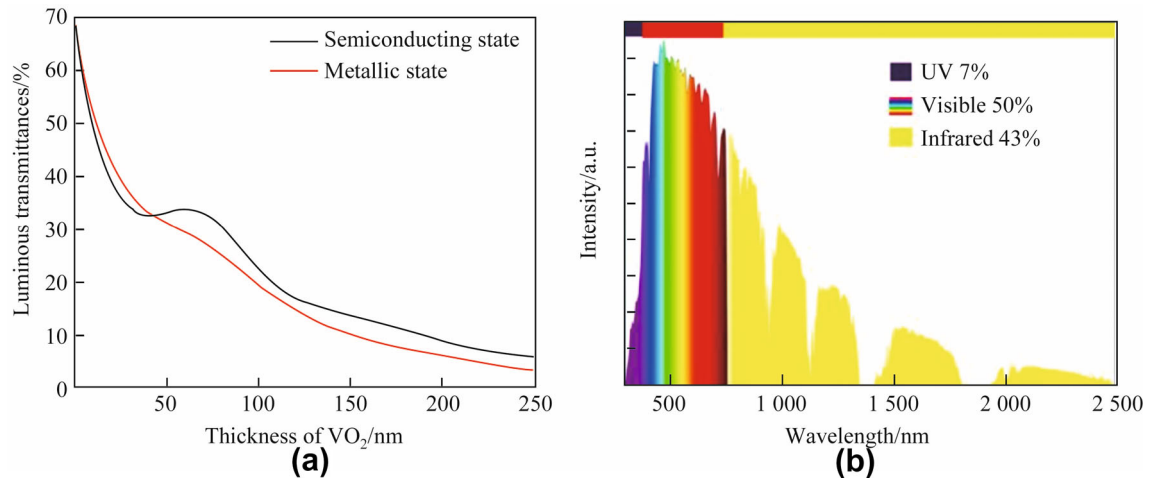 70
60
50
40
30
20
10
0
Luminous transmittances/%
Semiconducting state
Metallic state
50
100
150
200
250
Thickness of VO₂/nm
(a)
Intensity/a.u.
UV 7%
Visible 50%
Infrared 43%
500
1 000
1 500
2 000
2 500
Wavelength/nm
(b)